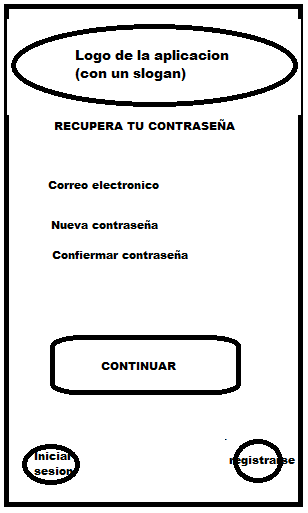 Logo de la aplicacion
(con un slogan)
RECUPERA TU CONTRASEÑA
Correo electronico
Nueva contraseña
Confiermar contraseña
CONTINUAR
Inicial
sesion
registrarse